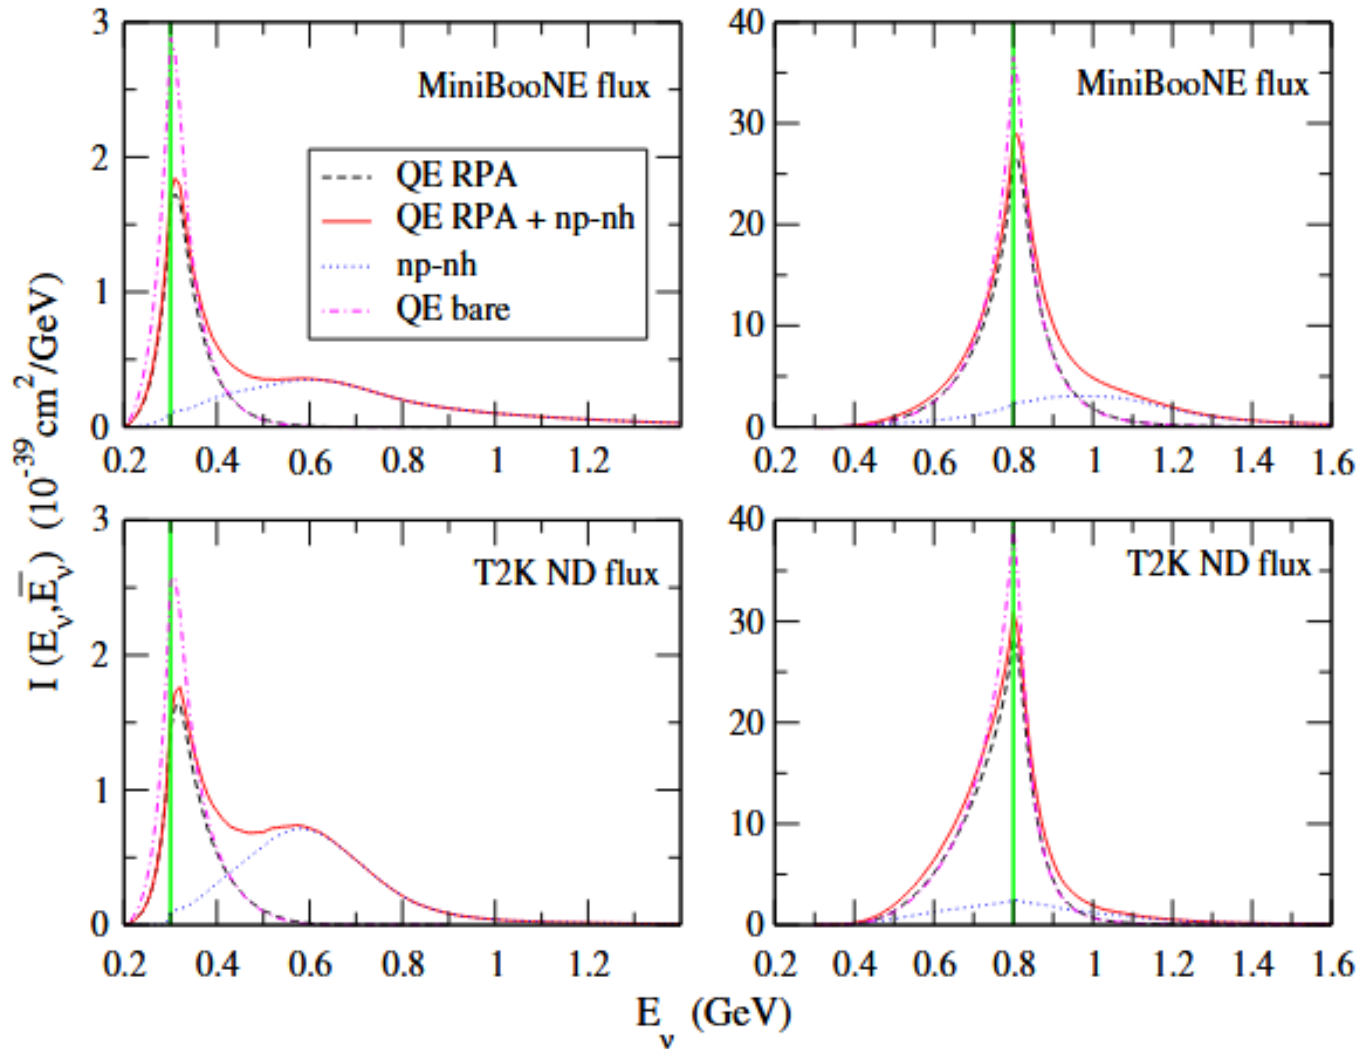 3
2
1
0
MiniBooNE flux
QE RPA
QE RPA + np-nh
np-nh
QE bare
0.2 0.4 0.6 0.8 1 1.2
40
30
20
10
0
MiniBooNE flux
0.2 0.4 0.6 0.8 1 1.2 1.4 1.6
I (E_ν,E̅_ν) (10^-39 cm^2/GeV)
3
2
1
0
T2K ND flux
0.2 0.4 0.6 0.8 1 1.2
40
30
20
10
0
T2K ND flux
0.2 0.4 0.6 0.8 1 1.2 1.4 1.6
E_ν (GeV)